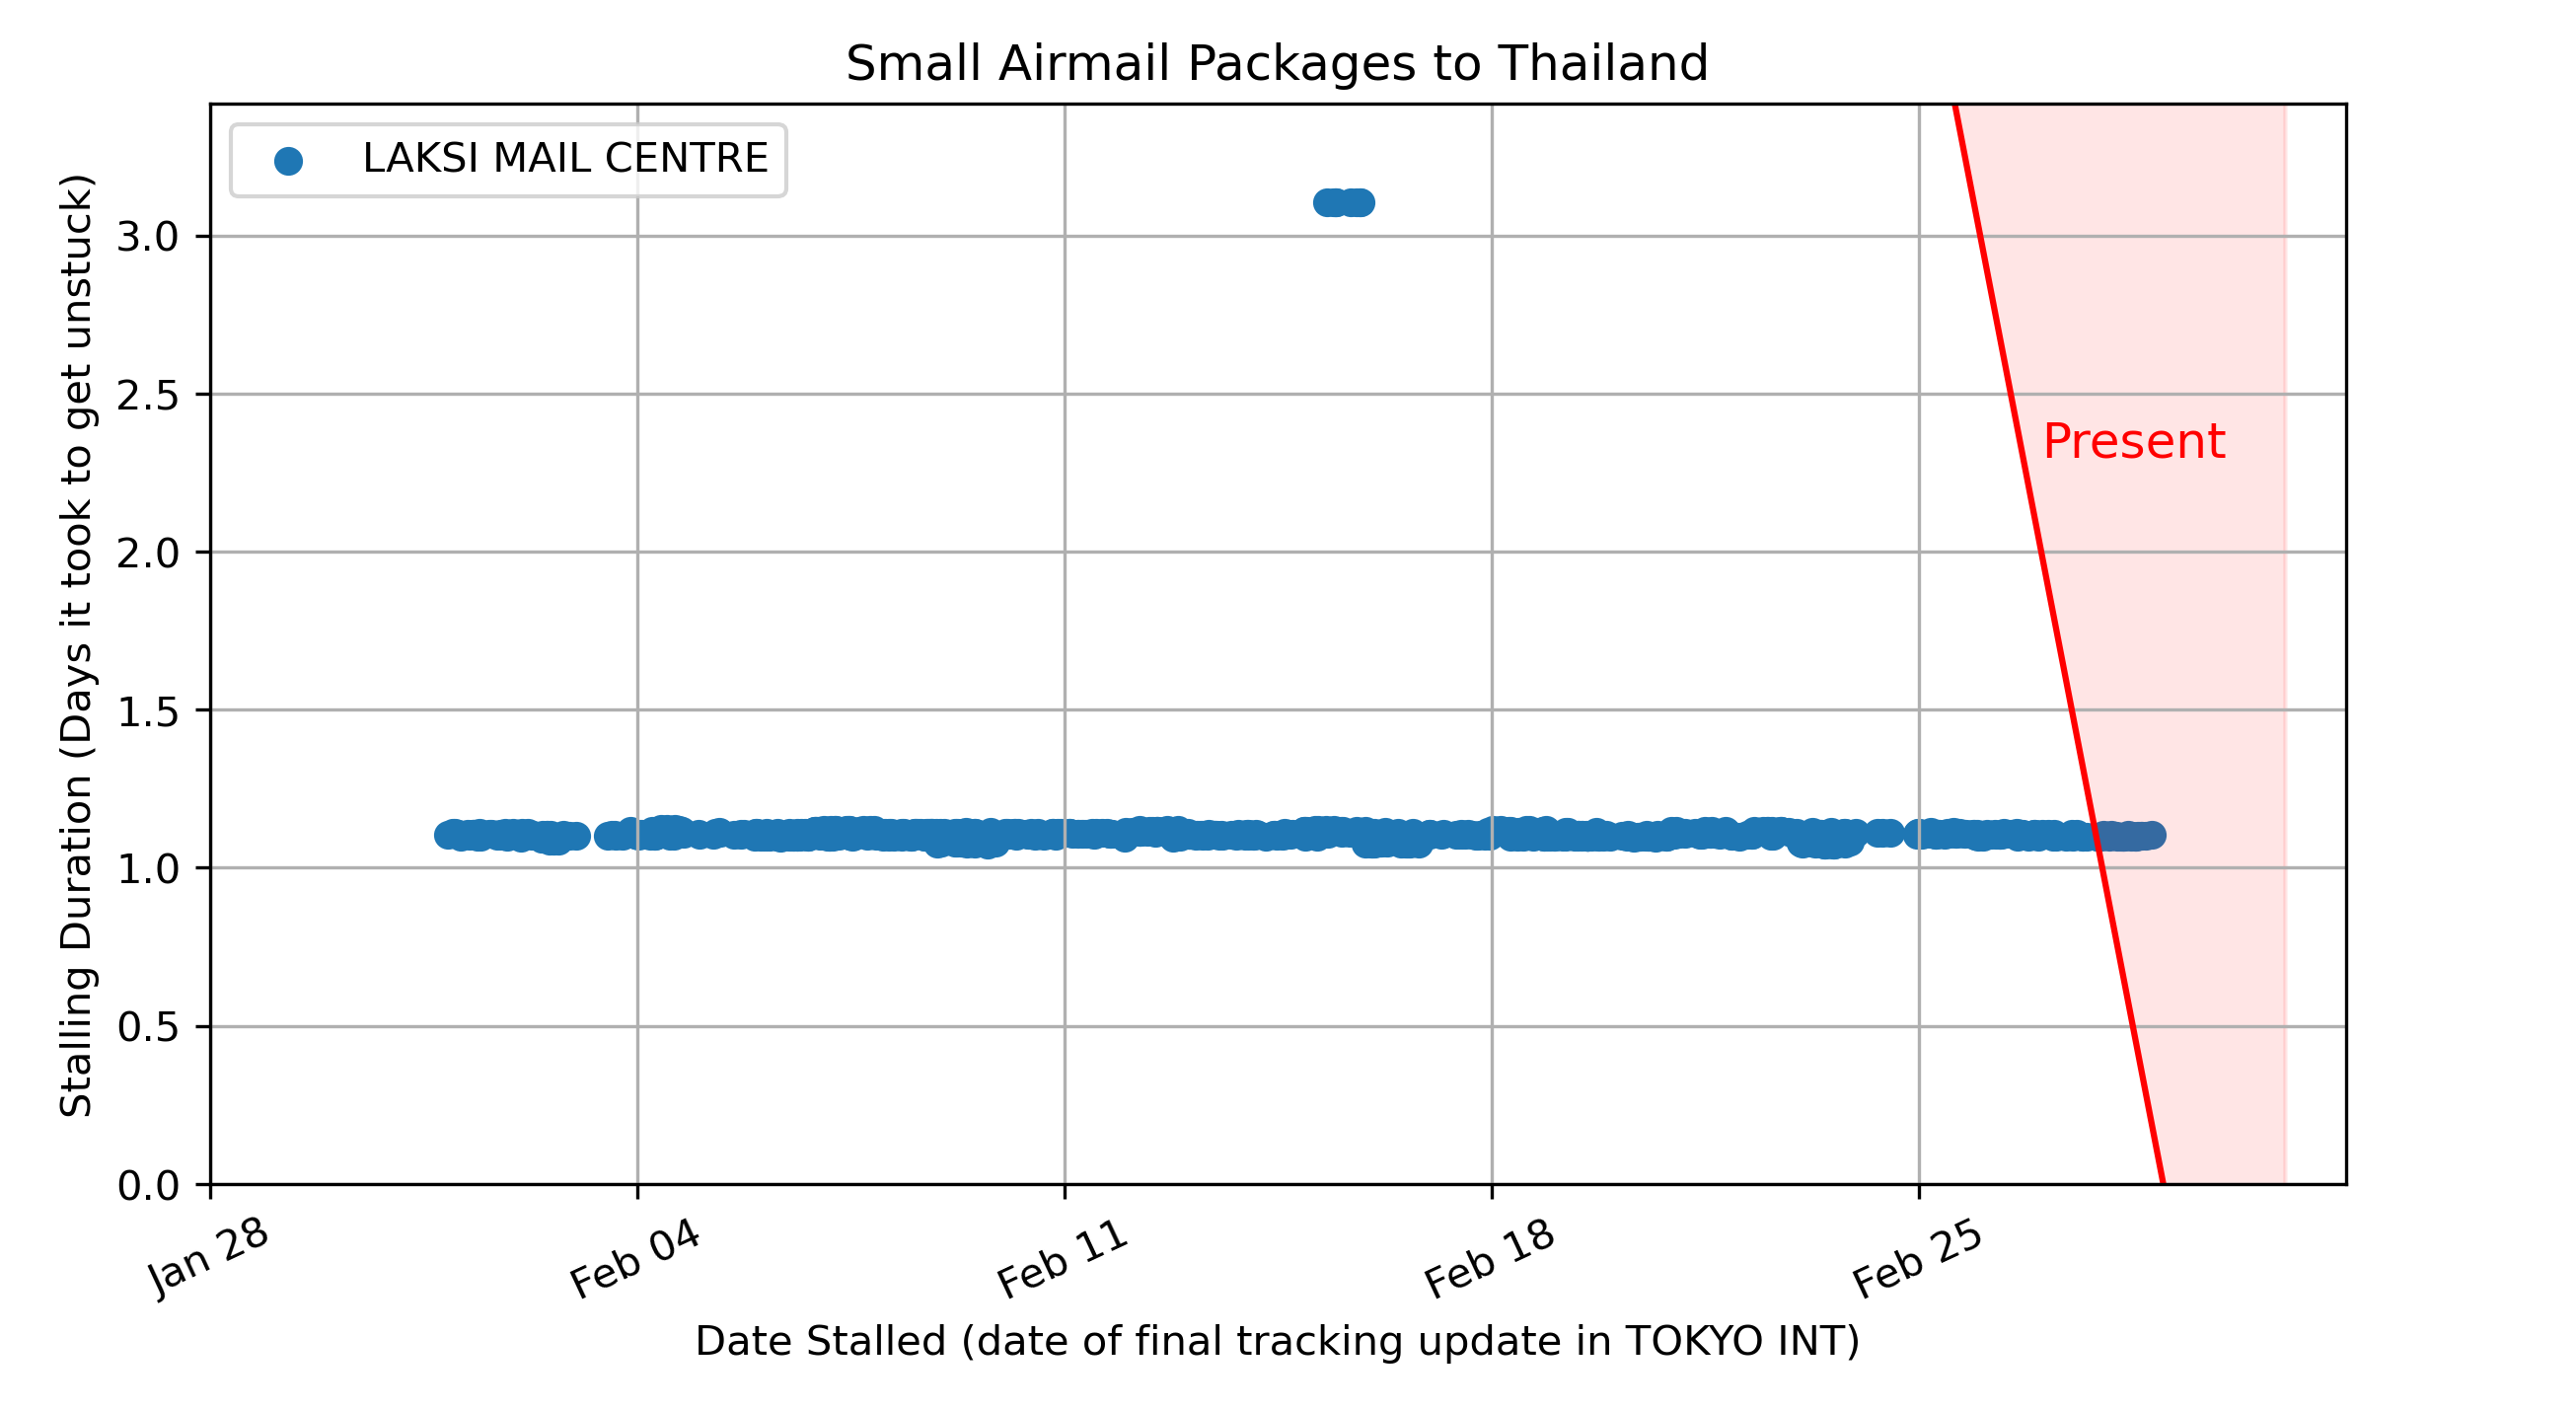 Small Airmail Packages to Thailand
LAKSI MAIL CENTRE
Present
Stalling Duration (Days it took to get unstuck)
3.0
2.5
2.0
1.5
1.0
0.5
0.0
Jan 28
Feb 04
Feb 11
Feb 18
Feb 25
Date Stalled (date of final tracking update in TOKYO INT)